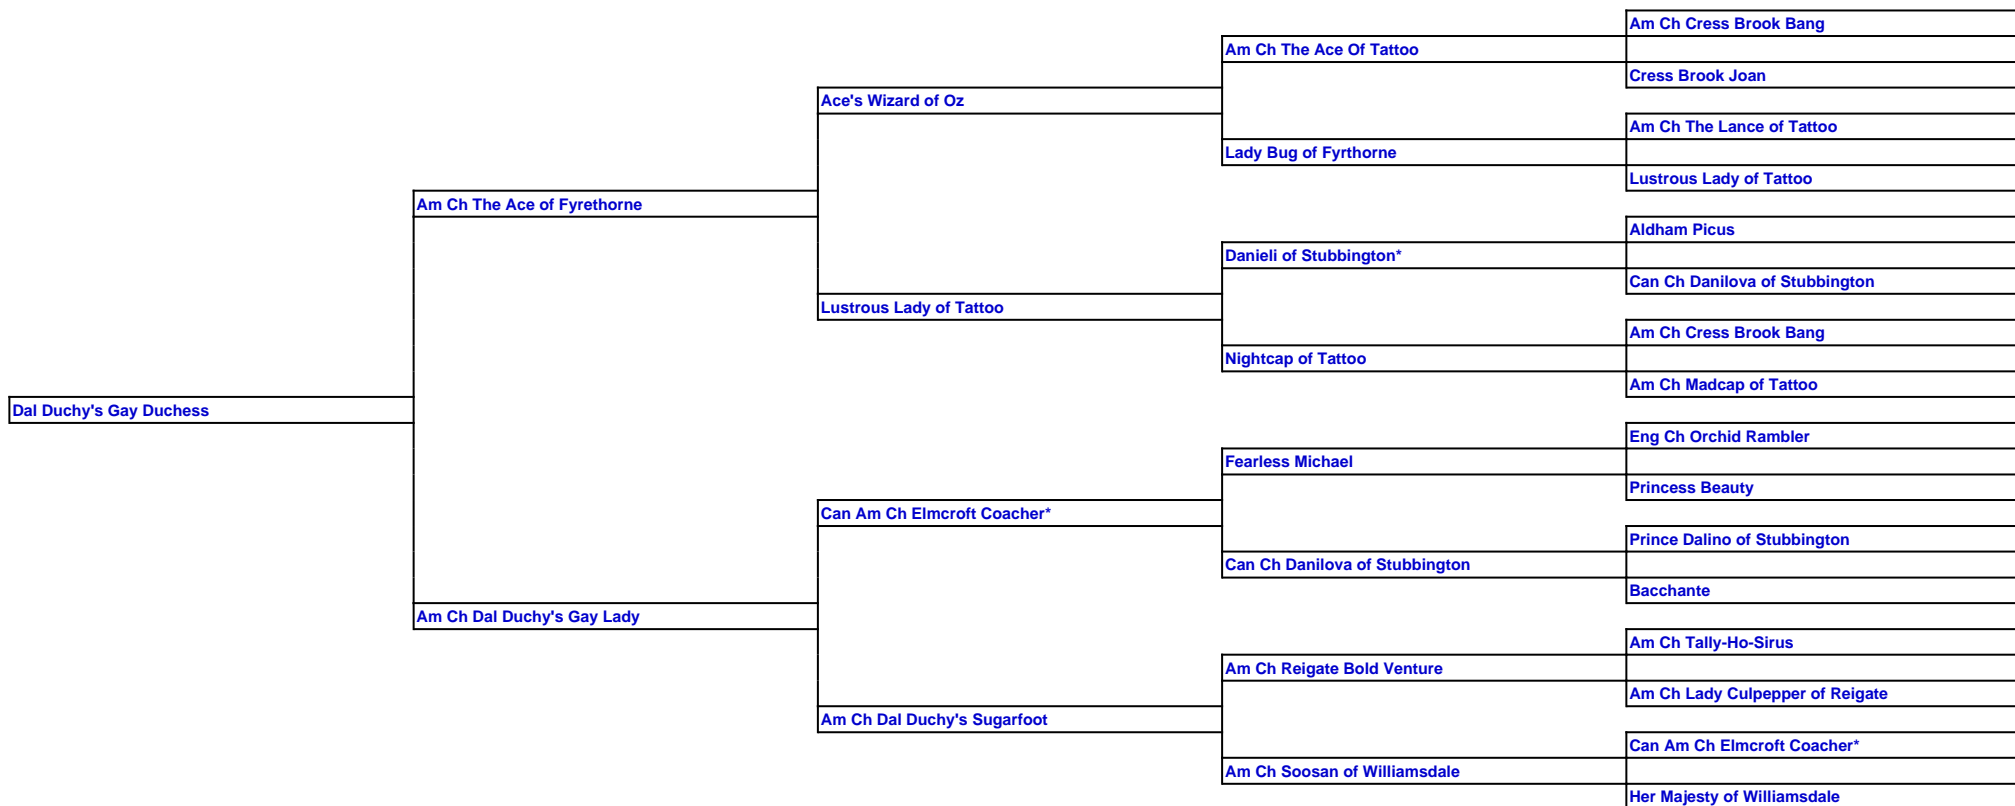 Am Ch Cress Brook Bang
Am Ch The Ace Of Tattoo
Cress Brook Joan
Ace's Wizard of Oz
Am Ch The Lance of Tattoo
Lady Bug of Fyrthorne
Lustrous Lady of Tattoo
Am Ch The Ace of Fyrethorne
Aldham Picus
Danieli of Stubbington*
Can Ch Danilova of Stubbington
Lustrous Lady of Tattoo
Am Ch Cress Brook Bang
Nightcap of Tattoo
Am Ch Madcap of Tattoo
Dal Duchy's Gay Duchess
Eng Ch Orchid Rambler
Fearless Michael
Princess Beauty
Can Am Ch Elmcroft Coacher*
Prince Dalino of Stubbington
Can Ch Danilova of Stubbington
Bacchante
Am Ch Dal Duchy's Gay Lady
Am Ch Tally-Ho-Sirus
Am Ch Reigate Bold Venture
Am Ch Lady Culpepper of Reigate
Am Ch Dal Duchy's Sugarfoot
Can Am Ch Elmcroft Coacher*
Am Ch Soosan of Williamsdale
Her Majesty of Williamsdale